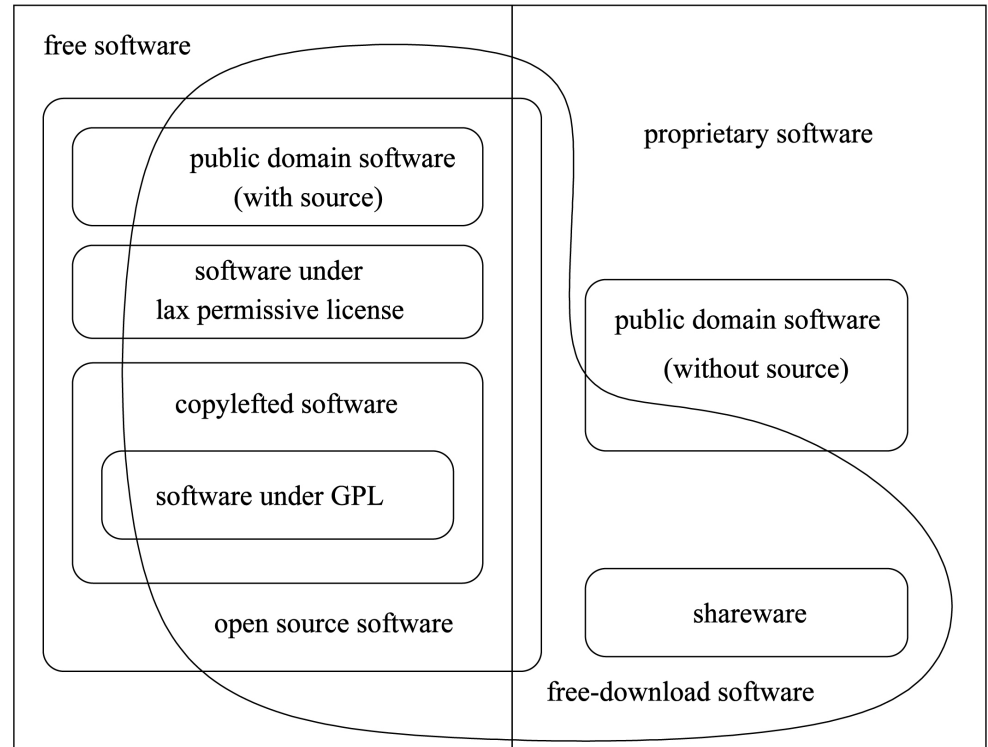 free software
proprietary software
public domain software
(with source)
software under
lax permissive license
public domain software
(without source)
copylefted software
software under GPL
shareware
open source software
free-download software